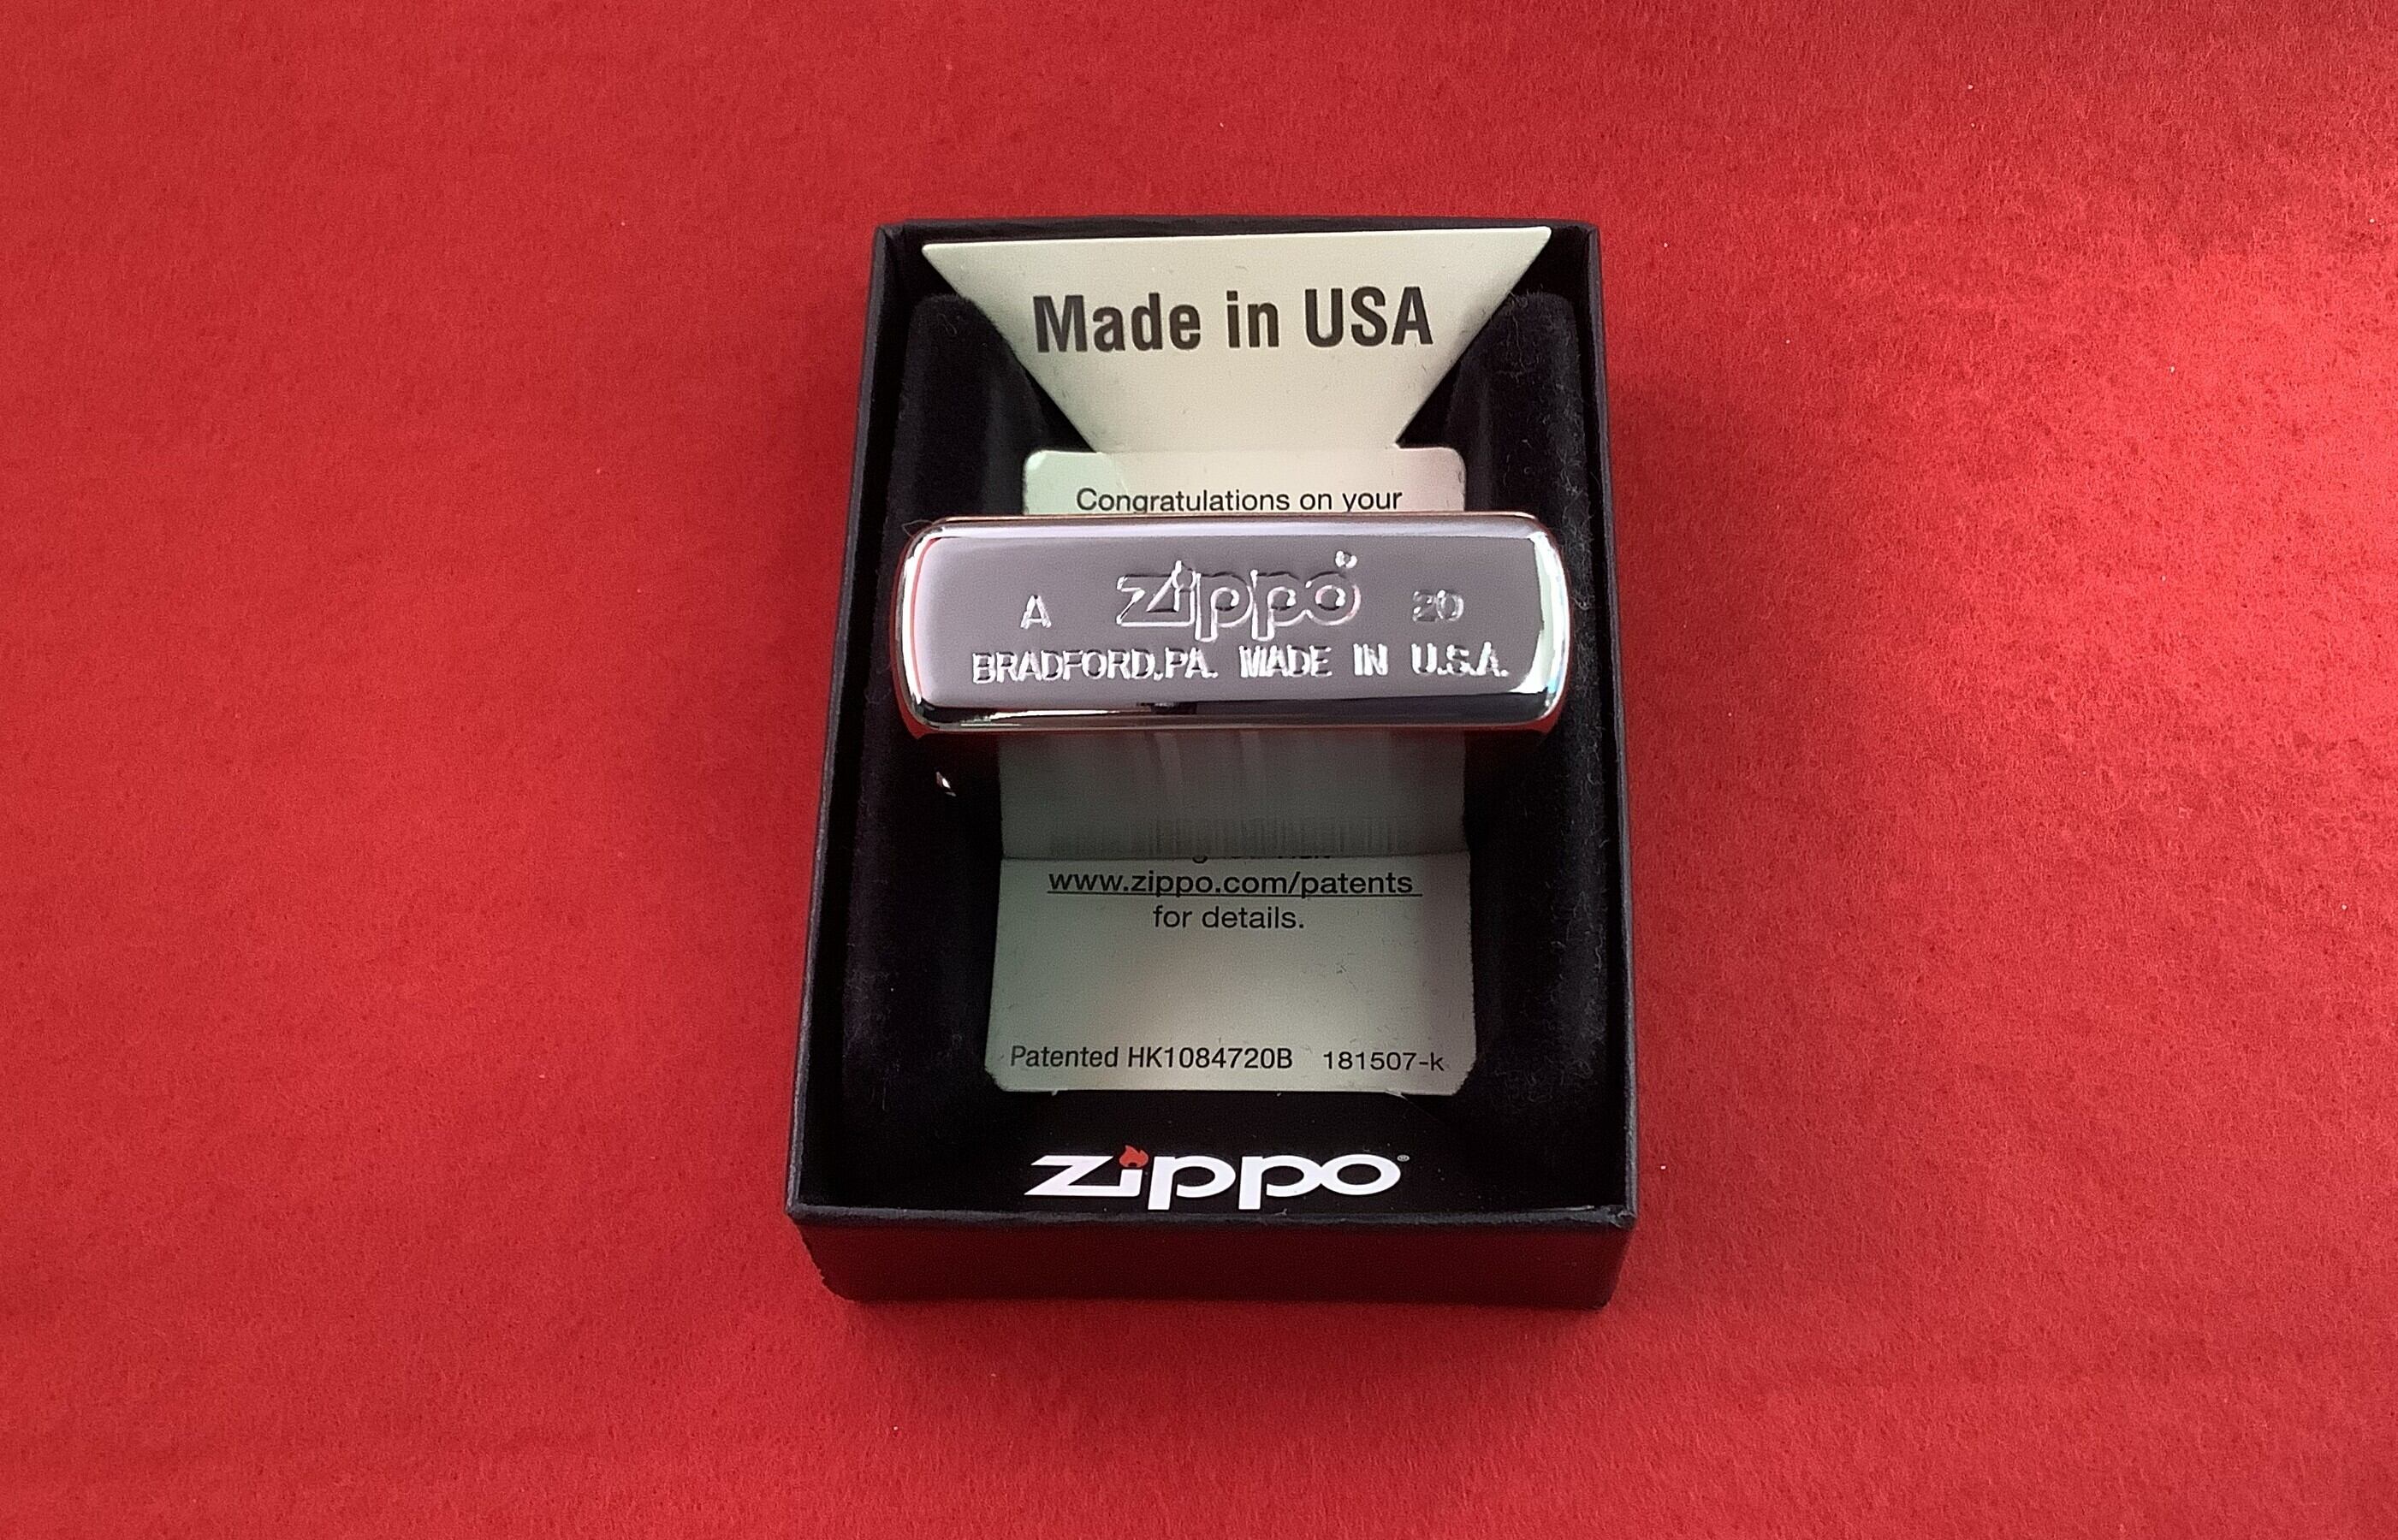 Made in USA
Congratulations on your
A zippo 20
BRADFORD,PA. MADE IN U.S.A.
www.zippo.com/patents
for details.
Patented HK1084720B 181507-k
zippo®